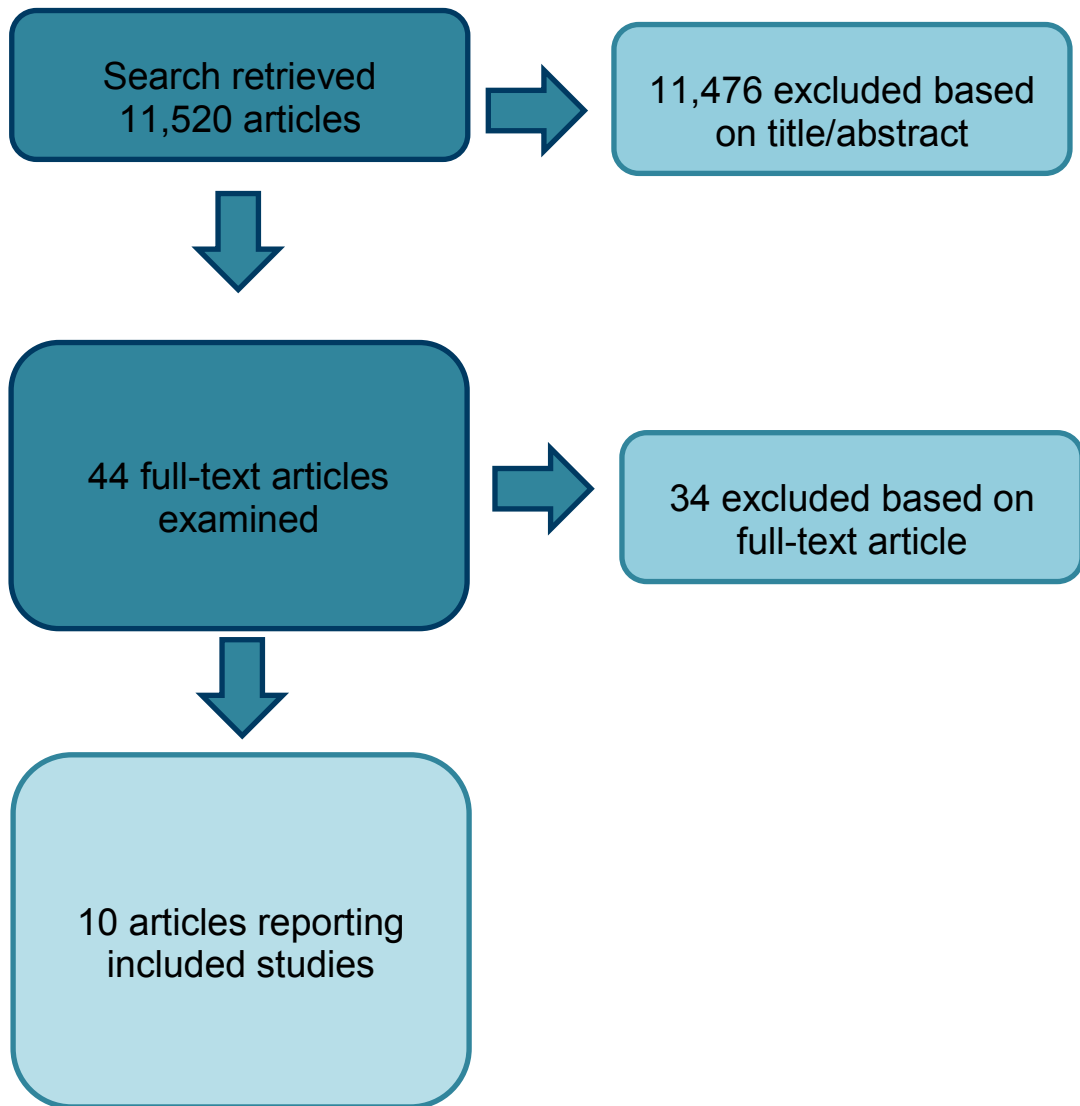 Search retrieved
11,520 articles
11,476 excluded based
on title/abstract
44 full-text articles
examined
34 excluded based on
full-text article
10 articles reporting
included studies